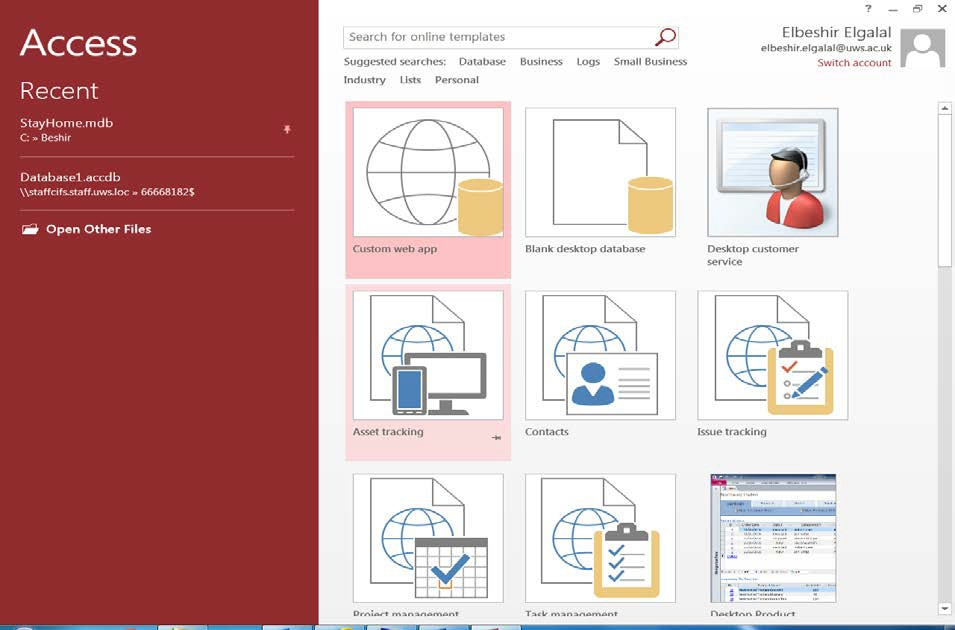 Access
Recent
StayHome.mdb
C: » Beshir
Database1.accdb
\\staffcifs.staff.uws.loc » 66668182$
Open Other Files
?
Search for online templates
Suggested searches: Database Business Logs Small Business
Industry Lists Personal
Elbeshir Elgalal
elbeshir.elgalal@uws.ac.uk
Switch account
Custom web app
Blank desktop database
Desktop customer
service
Asset tracking
Contacts
Issue tracking
Project management
Task management
Desktop Product